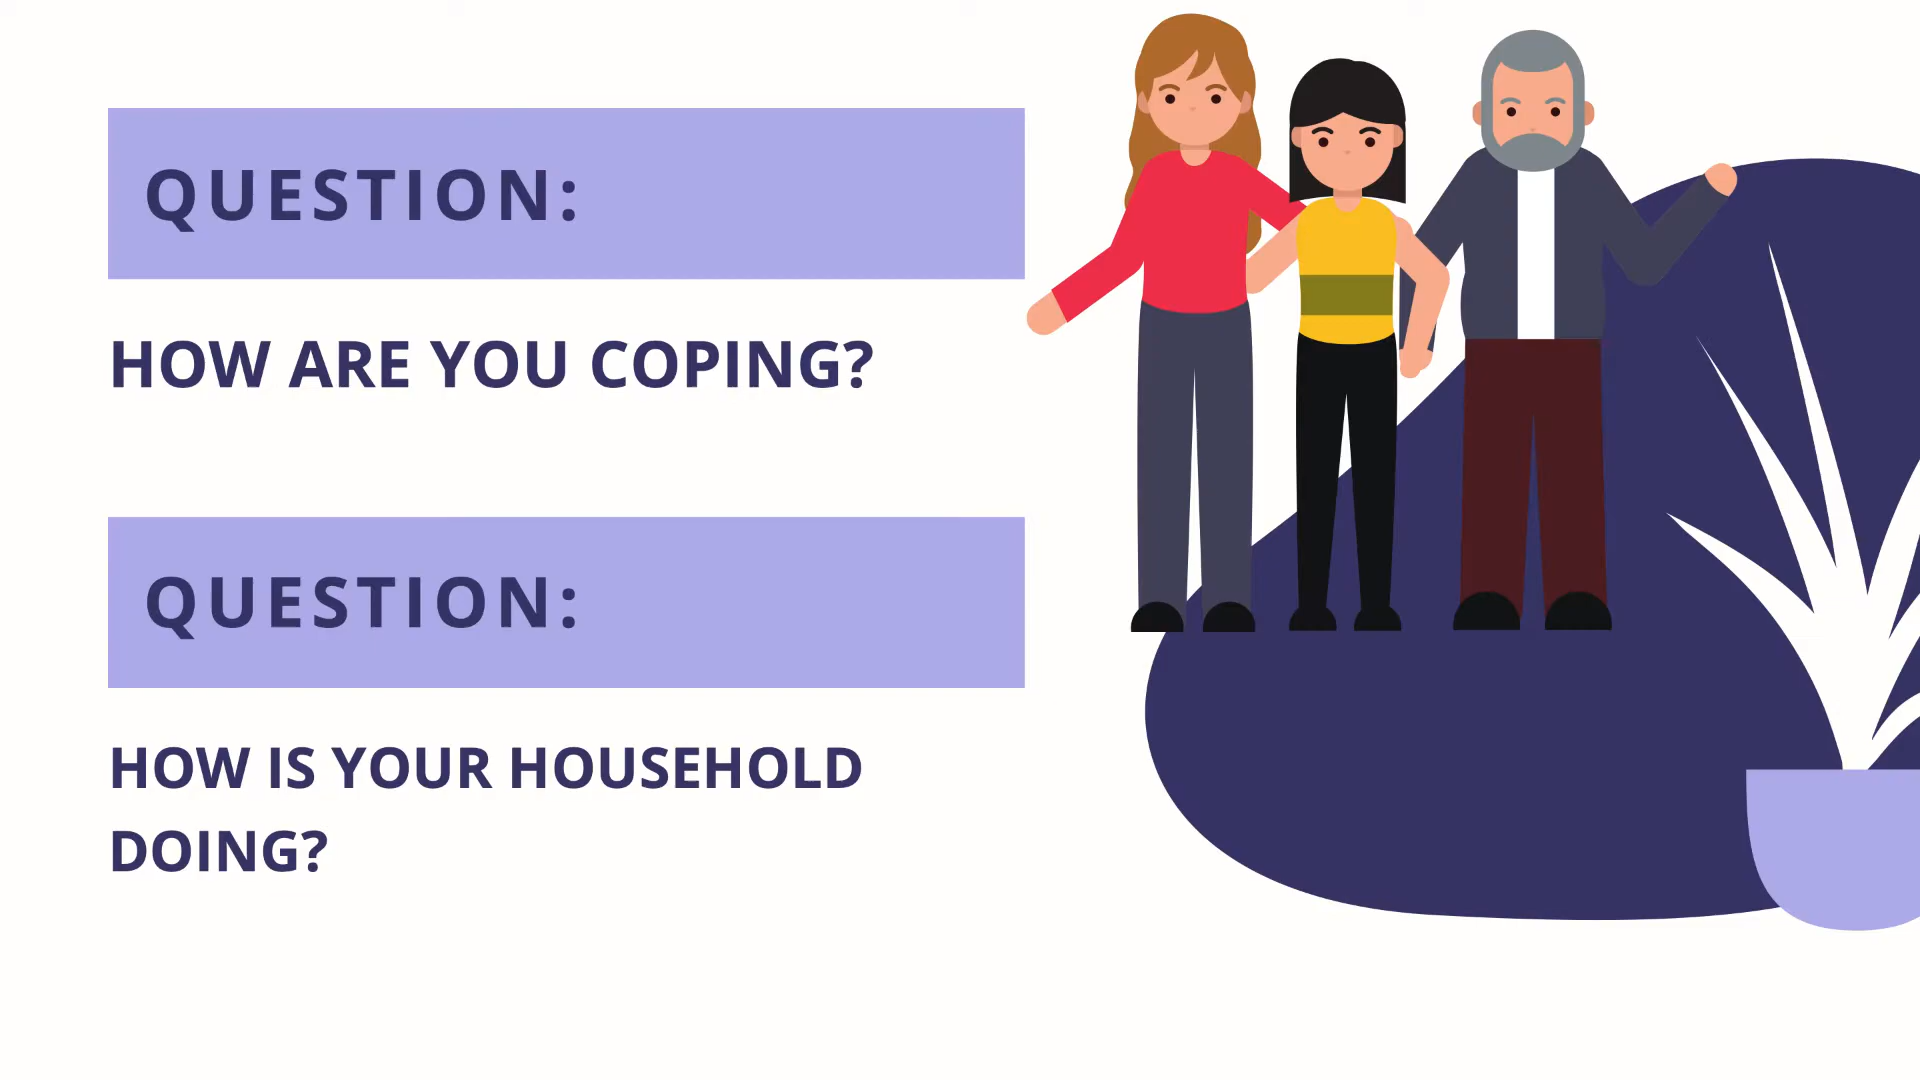 QUESTION:
HOW ARE YOU COPING?
QUESTION:
HOW IS YOUR HOUSEHOLD
DOING?